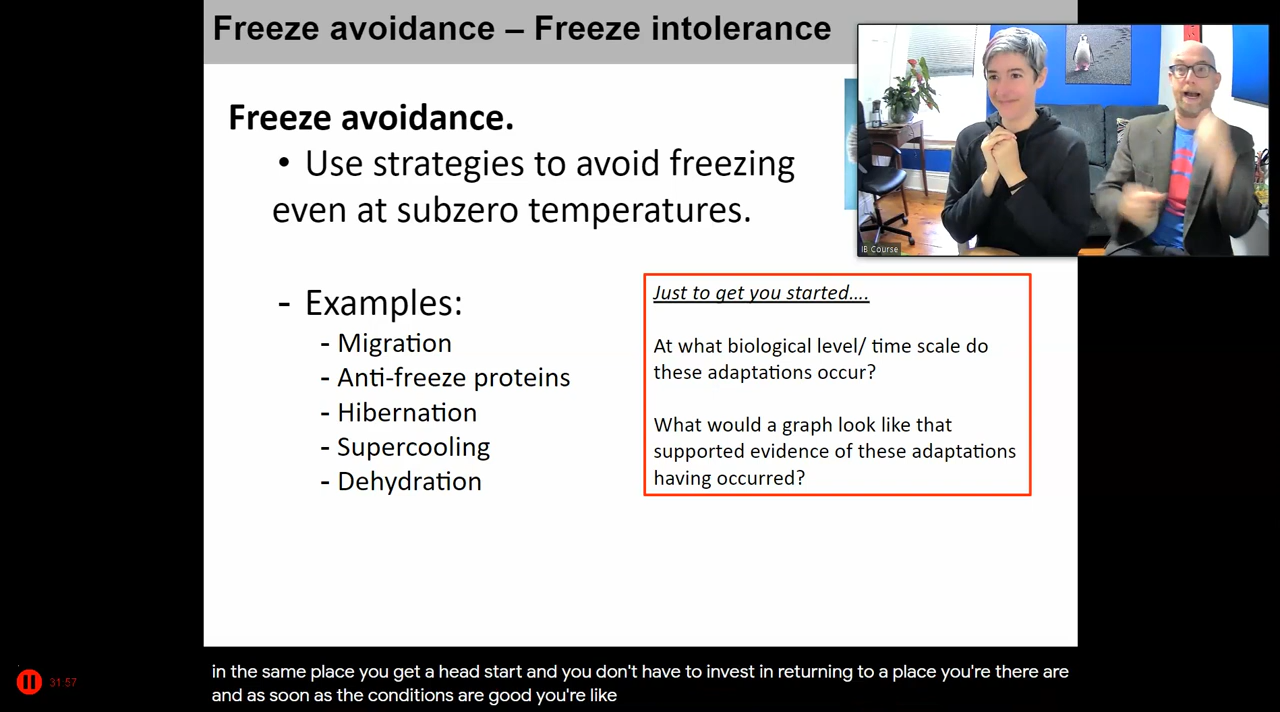 Freeze avoidance – Freeze intolerance
Freeze avoidance.
• Use strategies to avoid freezing
even at subzero temperatures.
- Examples:
- Migration
- Anti-freeze proteins
- Hibernation
- Supercooling
- Dehydration
Just to get you started....
At what biological level/ time scale do
these adaptations occur?
What would a graph look like that
supported evidence of these adaptations
having occurred?
IB Course
31:57
in the same place you get a head start and you don't have to invest in returning to a place you're there are
and as soon as the conditions are good you're like